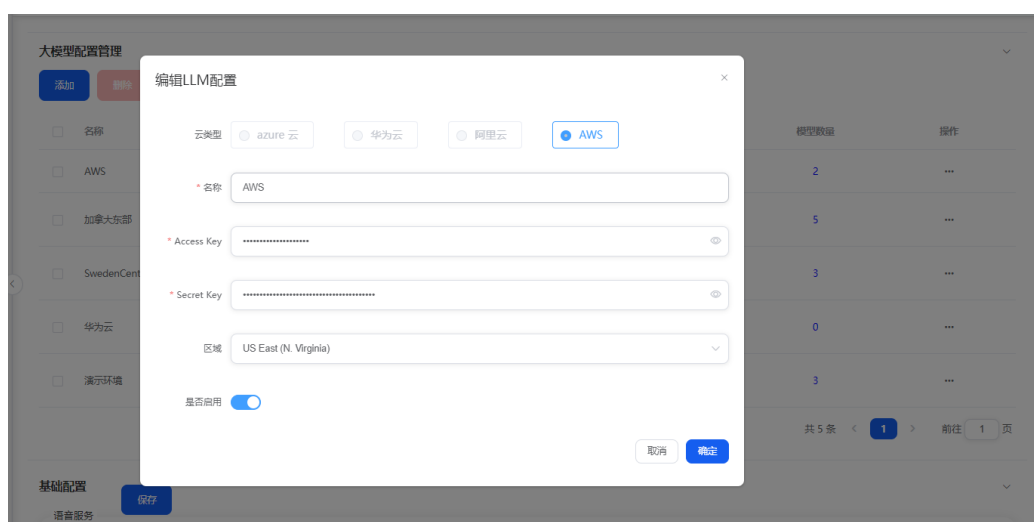 大模型配置管理
添加 删除
名称 模型数量 操作
AWS 2 ···
加拿大东部 5 ···
SwedenCent 3 ···
华为云 0 ···
演示环境 3 ···
共 5 条 < 1 > 前往 1 页
编辑LLM配置 ×
云类型 azure 云 华为云 阿里云 AWS
* 名称 AWS
* Access Key ••••••••••••••••••••
* Secret Key ••••••••••••••••••••••••••••••••••••••••
区域 US East (N. Virginia)
是否启用
取消 确定
基础配置
保存
语音服务